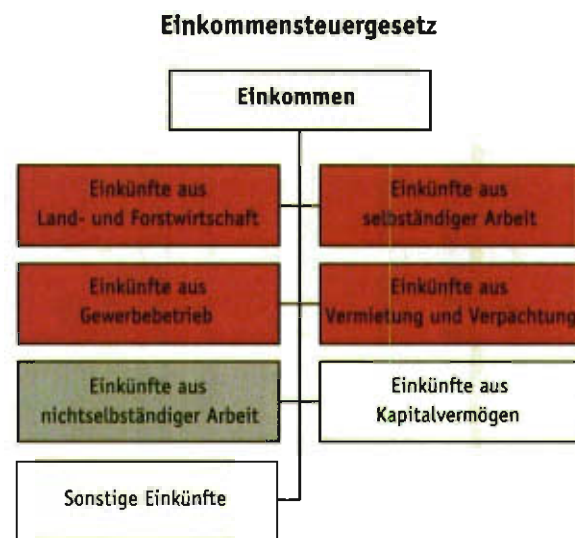 Einkommensteuergesetz
Einkommen
Einkünfte aus
Land- und Forstwirtschaft
Einkünfte aus
selbständiger Arbeit
Einkünfte aus
Gewerbebetrieb
Einkünfte aus
Vermietung und Verpachtung
Einkünfte aus
nichtselbständiger Arbeit
Einkünfte aus
Kapitalvermögen
Sonstige Einkünfte